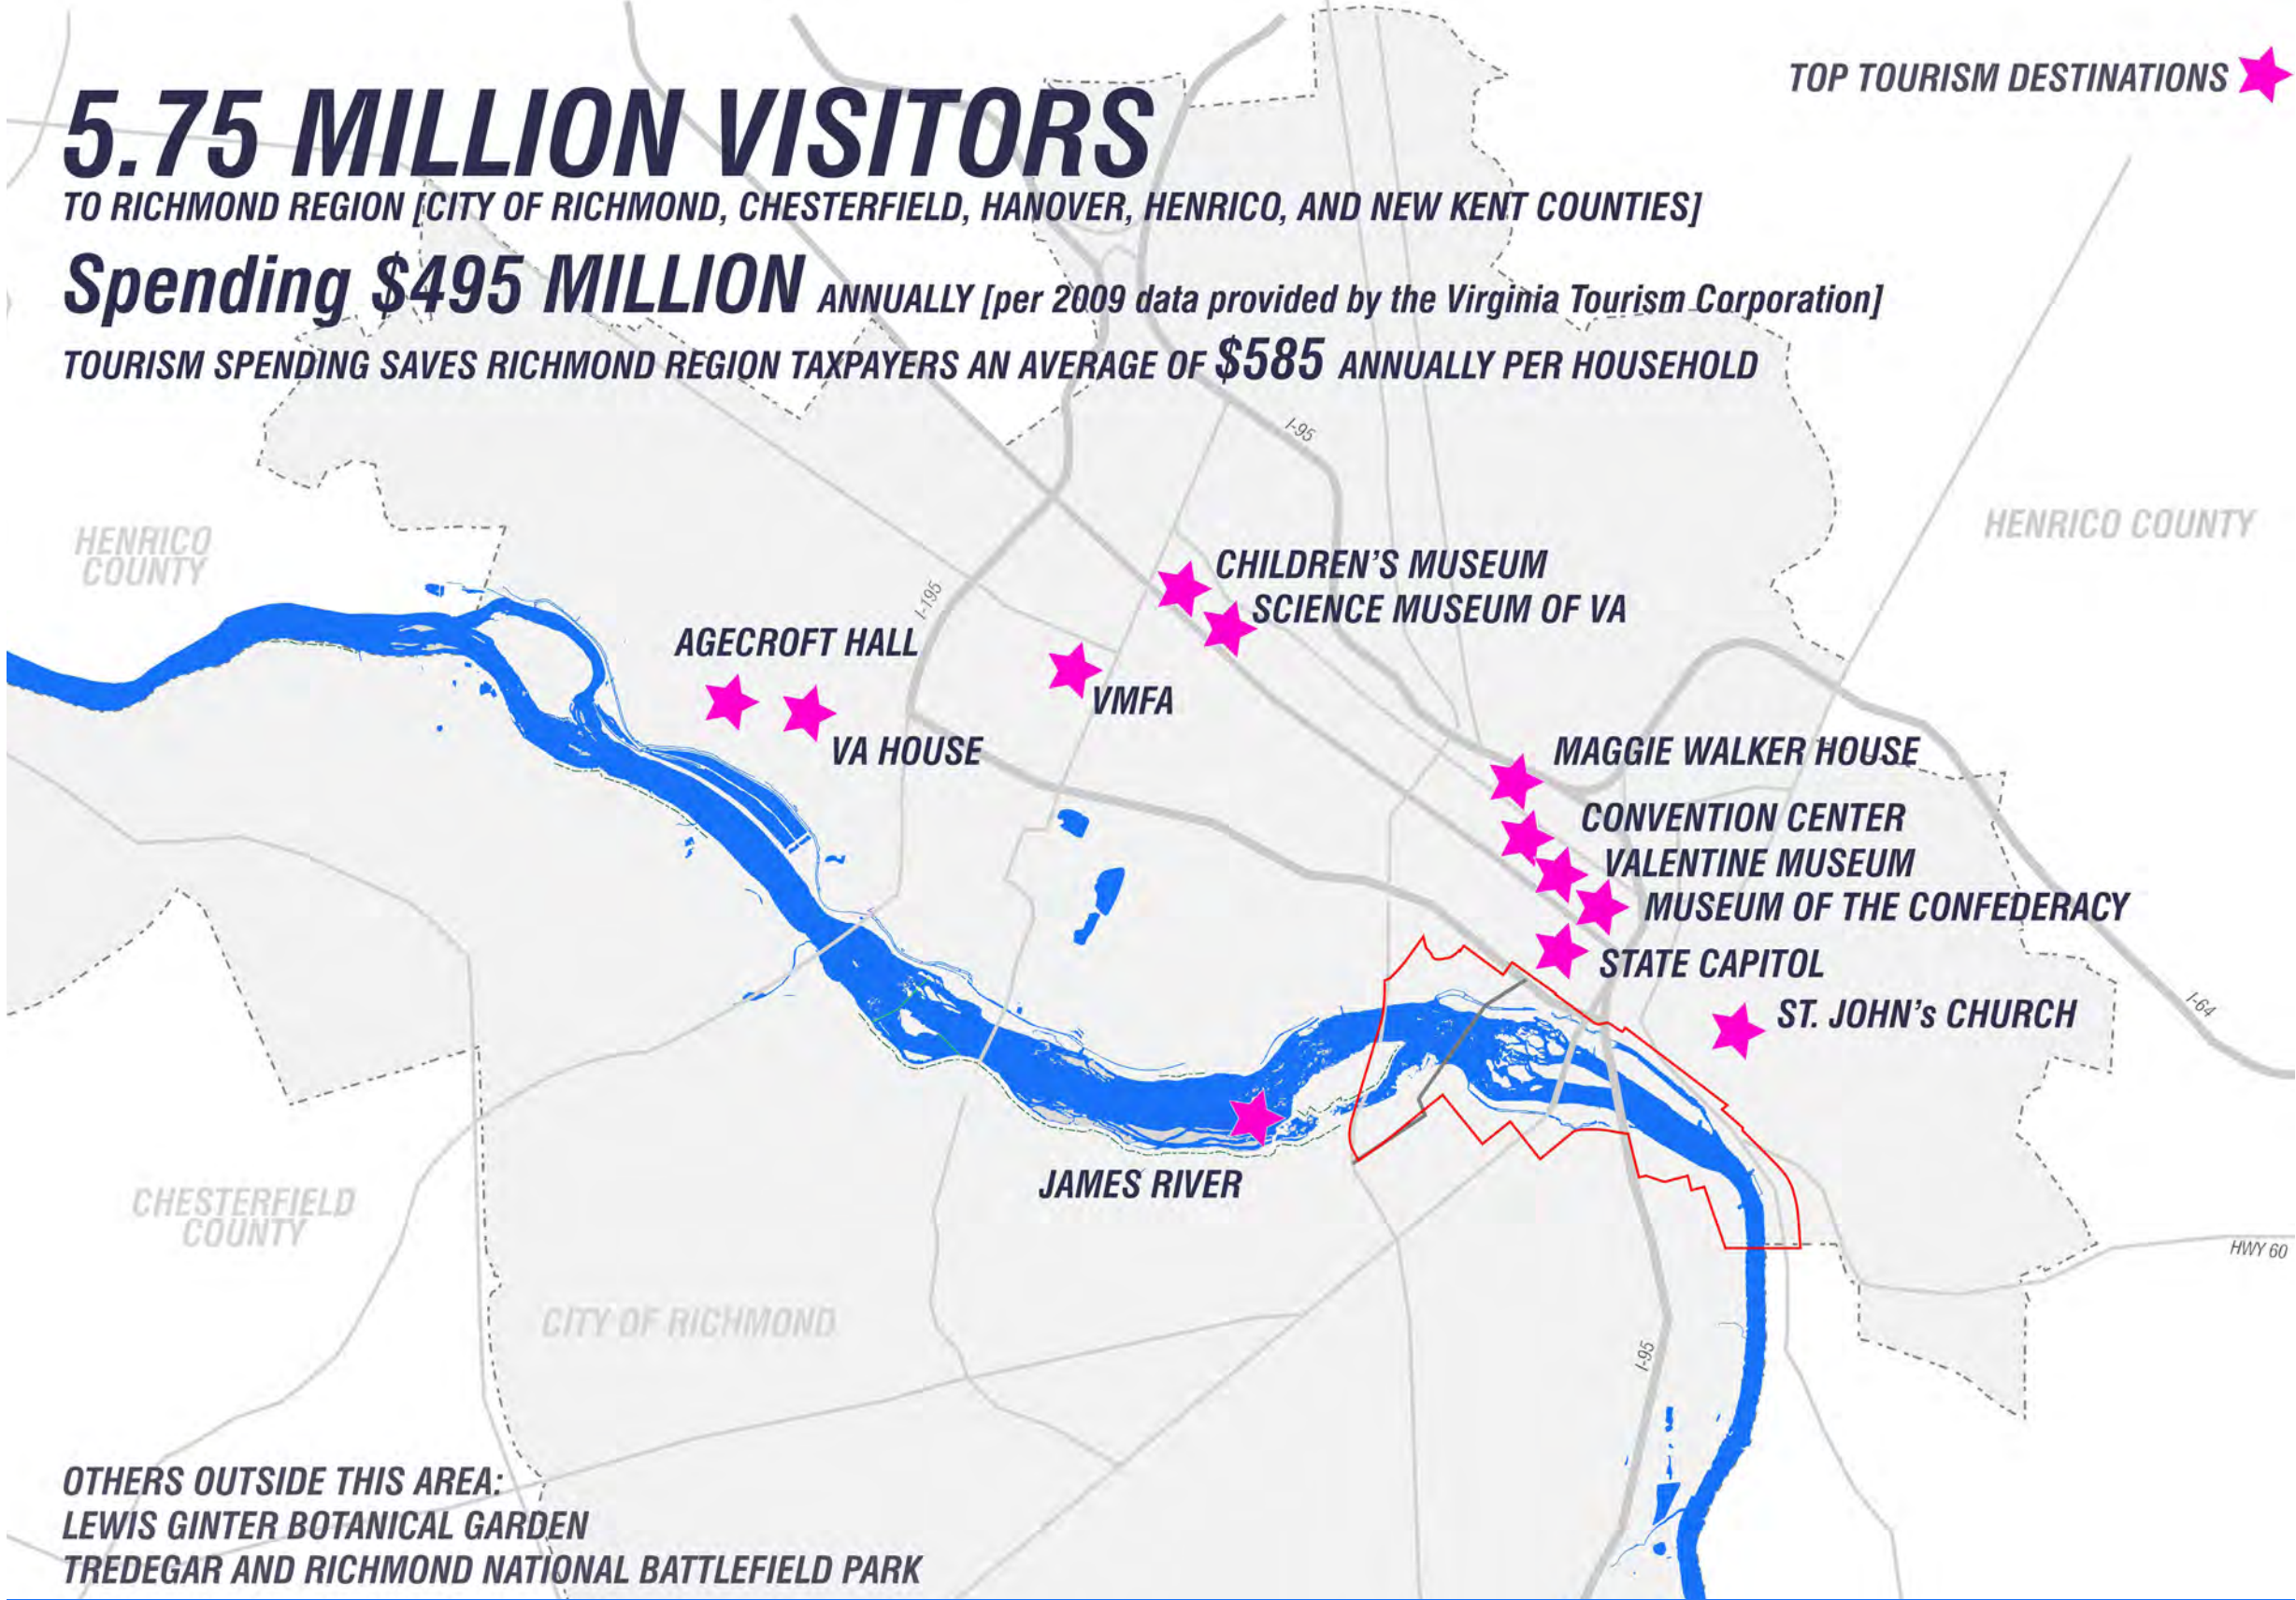 TOP TOURISM DESTINATIONS
5.75 MILLION VISITORS
TO RICHMOND REGION [CITY OF RICHMOND, CHESTERFIELD, HANOVER, HENRICO, AND NEW KENT COUNTIES]
Spending $495 MILLION ANNUALLY [per 2009 data provided by the Virginia Tourism Corporation]
TOURISM SPENDING SAVES RICHMOND REGION TAXPAYERS AN AVERAGE OF $585 ANNUALLY PER HOUSEHOLD
I-95
HENRICO
COUNTY
HENRICO COUNTY
CHILDREN'S MUSEUM
SCIENCE MUSEUM OF VA
I-195
AGECROFT HALL
VMFA
VA HOUSE
MAGGIE WALKER HOUSE
CONVENTION CENTER
VALENTINE MUSEUM
MUSEUM OF THE CONFEDERACY
STATE CAPITOL
I-64
ST. JOHN's CHURCH
JAMES RIVER
CHESTERFIELD
COUNTY
HWY 60
CITY OF RICHMOND
I-95
OTHERS OUTSIDE THIS AREA:
LEWIS GINTER BOTANICAL GARDEN
TREDEGAR AND RICHMOND NATIONAL BATTLEFIELD PARK